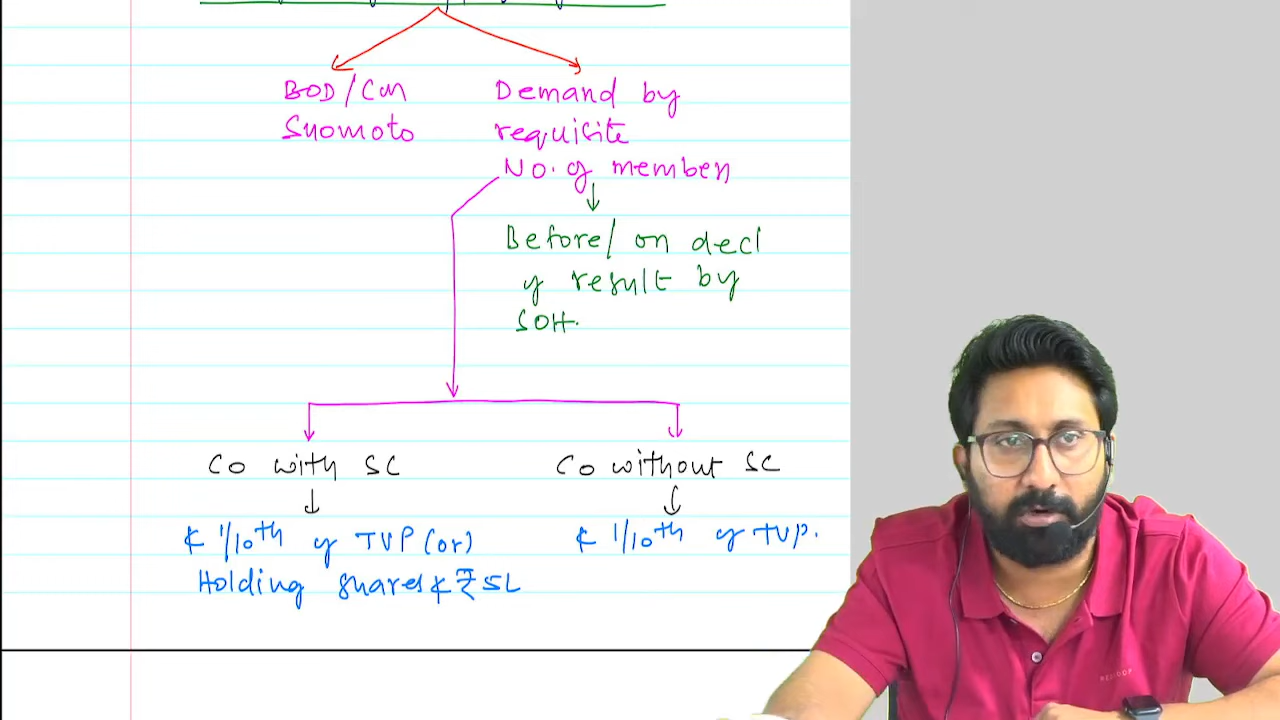 BOD/Cm Demand by
Suomoto requisite
No. of members
Before/ on decl
of result by
SOH.
Co with SC Co without SC
≮ 1/10th of TVP (or) ≮ 1/10th of TVP.
Holding shares ≮ ₹ 5L